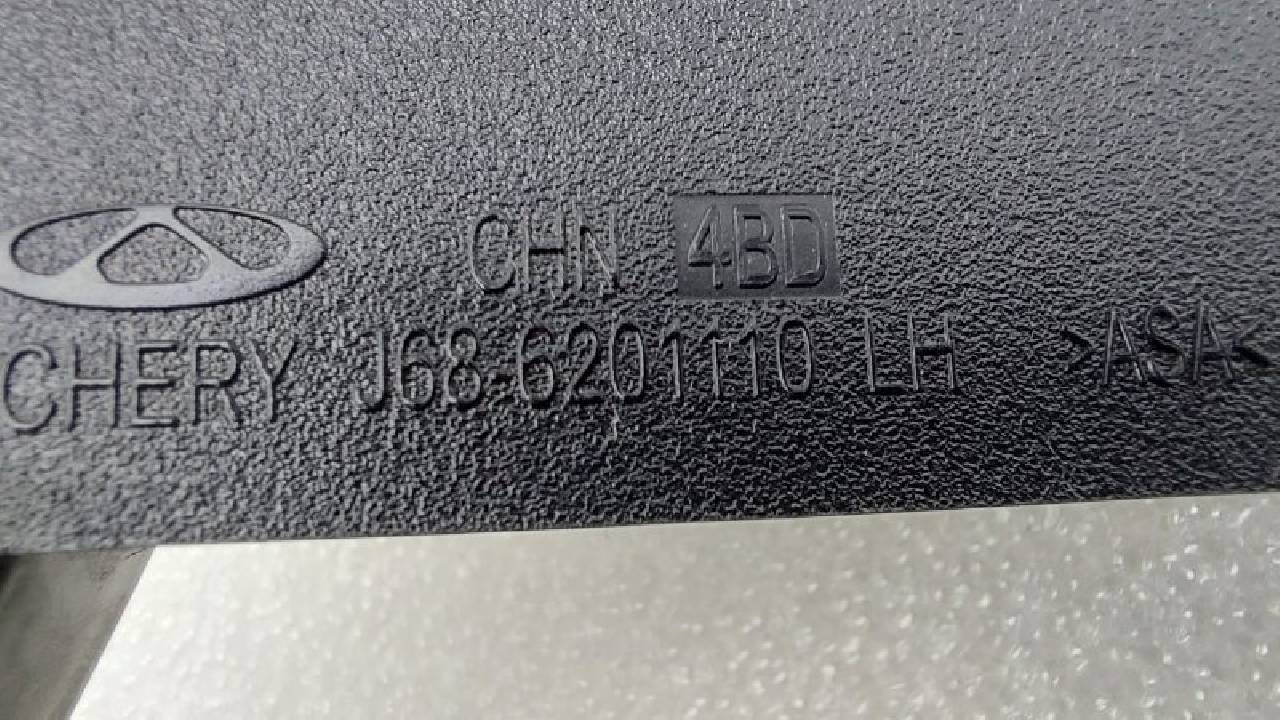 CHN 4BD
CHERY J68-6201110 LH >ASA<